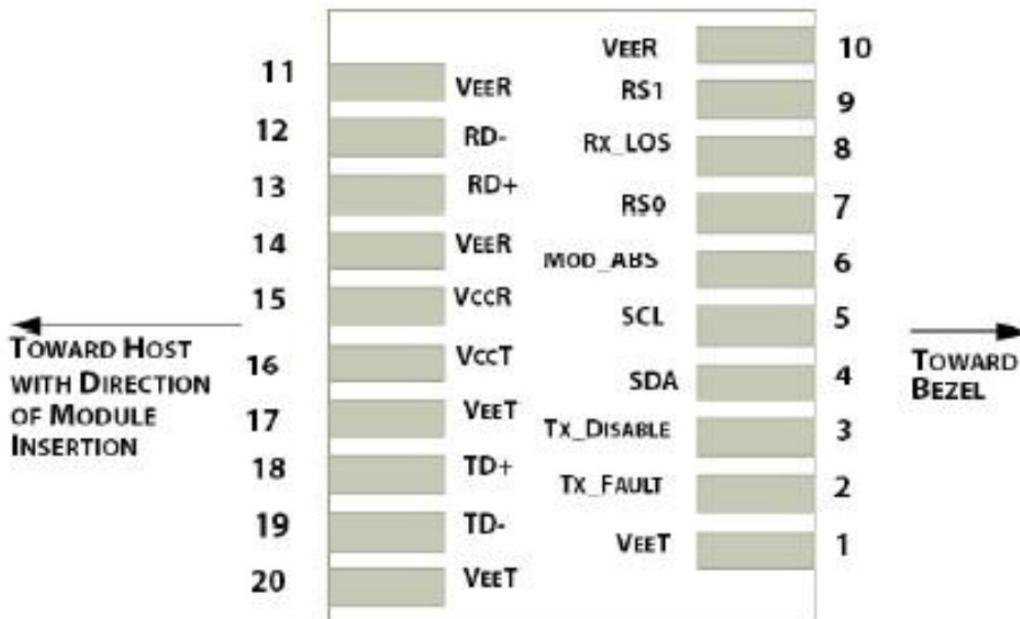 11 VEER
12 RD-
13 RD+
14 VEER
15 VCCR
16 VCCT
17 VEET
18 TD+
19 TD-
20 VEET
VEER 10
RS1 9
RX_LOS 8
RS0 7
MOD_ABS 6
SCL 5
SDA 4
TX_DISABLE 3
TX_FAULT 2
VEET 1
TOWARD HOST
WITH DIRECTION
OF MODULE
INSERTION
TOWARD
BEZEL